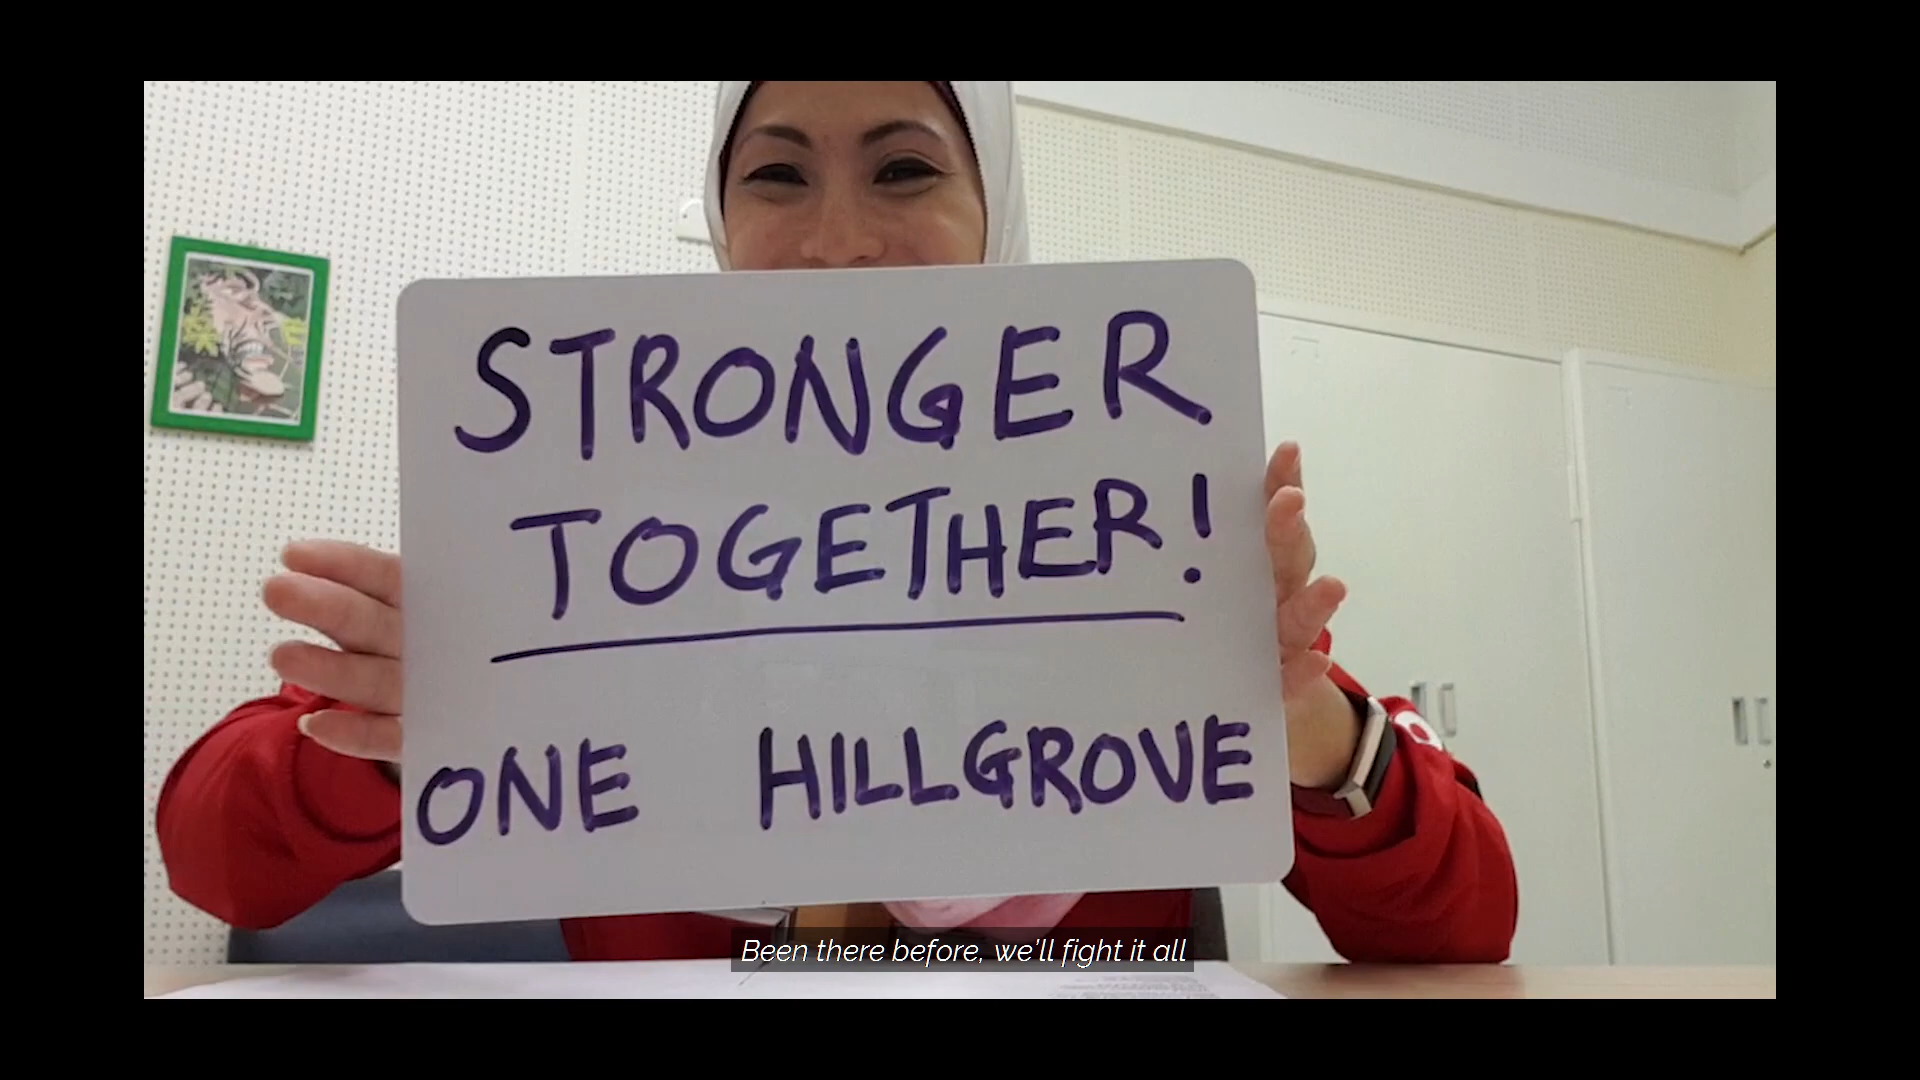 STRONGER
TOGETHER!
ONE HILLGROVE
Been there before, we'll fight it all